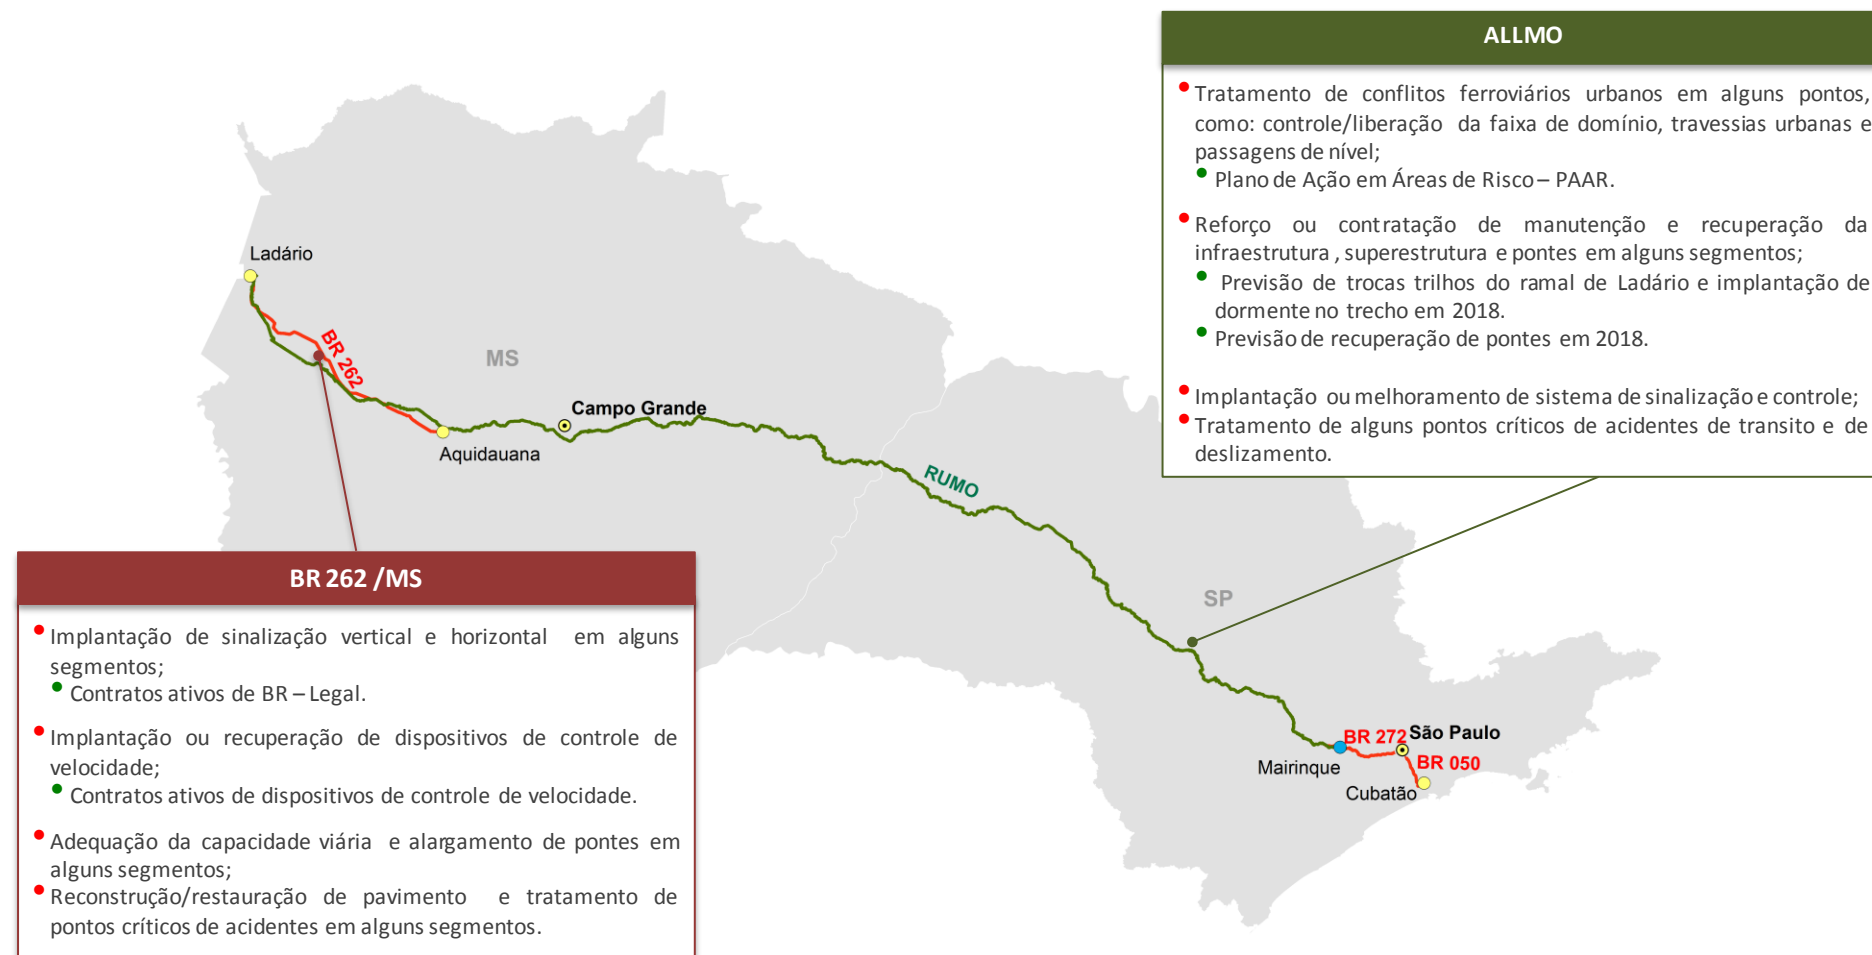 ALLMO
Tratamento de conflitos ferroviários urbanos em alguns pontos,
como: controle/liberação da faixa de domínio, travessias urbanas e
passagens de nível;
Plano de Ação em Áreas de Risco – PAAR.
Reforço ou contratação de manutenção e recuperação da
infraestrutura , superestrutura e pontes em alguns segmentos;
Previsão de trocas trilhos do ramal de Ladário e implantação de
dormente no trecho em 2018.
Previsão de recuperação de pontes em 2018.
Implantação ou melhoramento de sistema de sinalização e controle;
Tratamento de alguns pontos críticos de acidentes de transito e de
deslizamento.
Ladário
BR 262
MS
Campo Grande
Aquidauana
RUMO
SP
BR 272
São Paulo
BR 050
Mairinque
Cubatão
BR 262 /MS
Implantação de sinalização vertical e horizontal em alguns
segmentos;
Contratos ativos de BR – Legal.
Implantação ou recuperação de dispositivos de controle de
velocidade;
Contratos ativos de dispositivos de controle de velocidade.
Adequação da capacidade viária e alargamento de pontes em
alguns segmentos;
Reconstrução/restauração de pavimento e tratamento de
pontos críticos de acidentes em alguns segmentos.